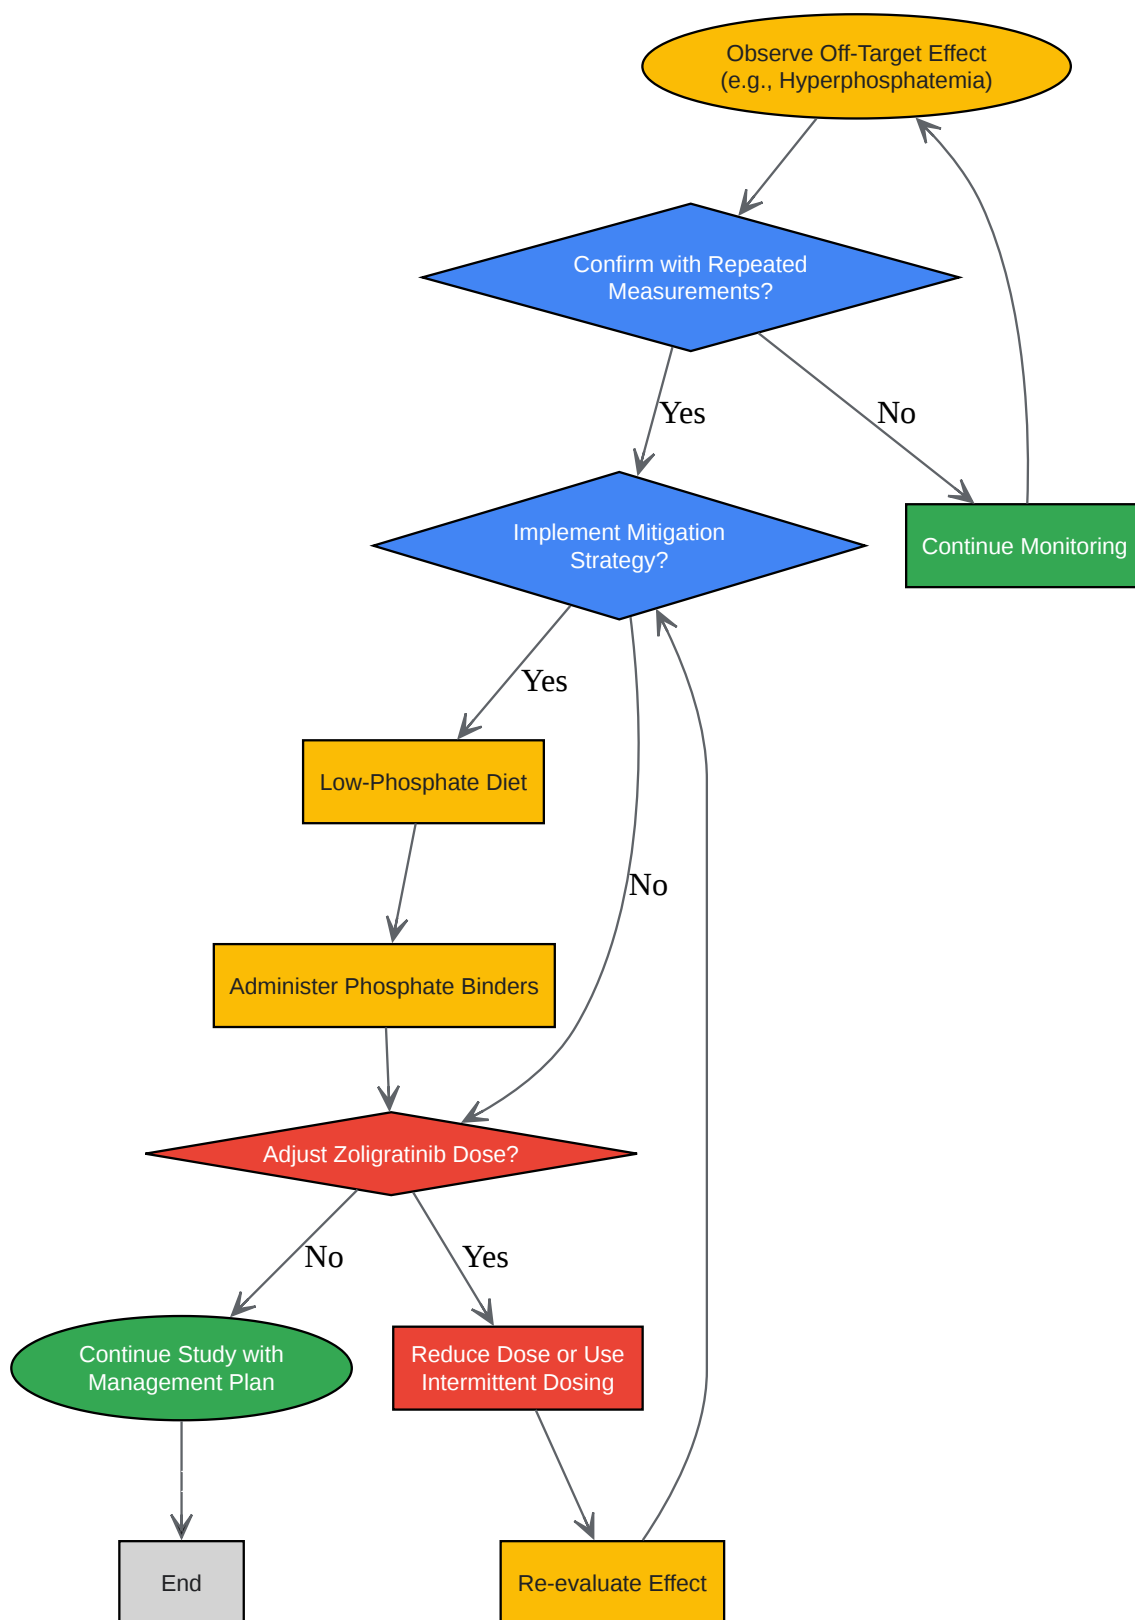 Observe Off-Target Effect
(e.g., Hyperphosphatemia)
Confirm with Repeated
Measurements?
Yes
No
Implement Mitigation
Strategy?
Continue Monitoring
Yes
Low-Phosphate Diet
No
Administer Phosphate Binders
Adjust Zoligratinib Dose?
No
Yes
Continue Study with
Management Plan
Reduce Dose or Use
Intermittent Dosing
End
Re-evaluate Effect